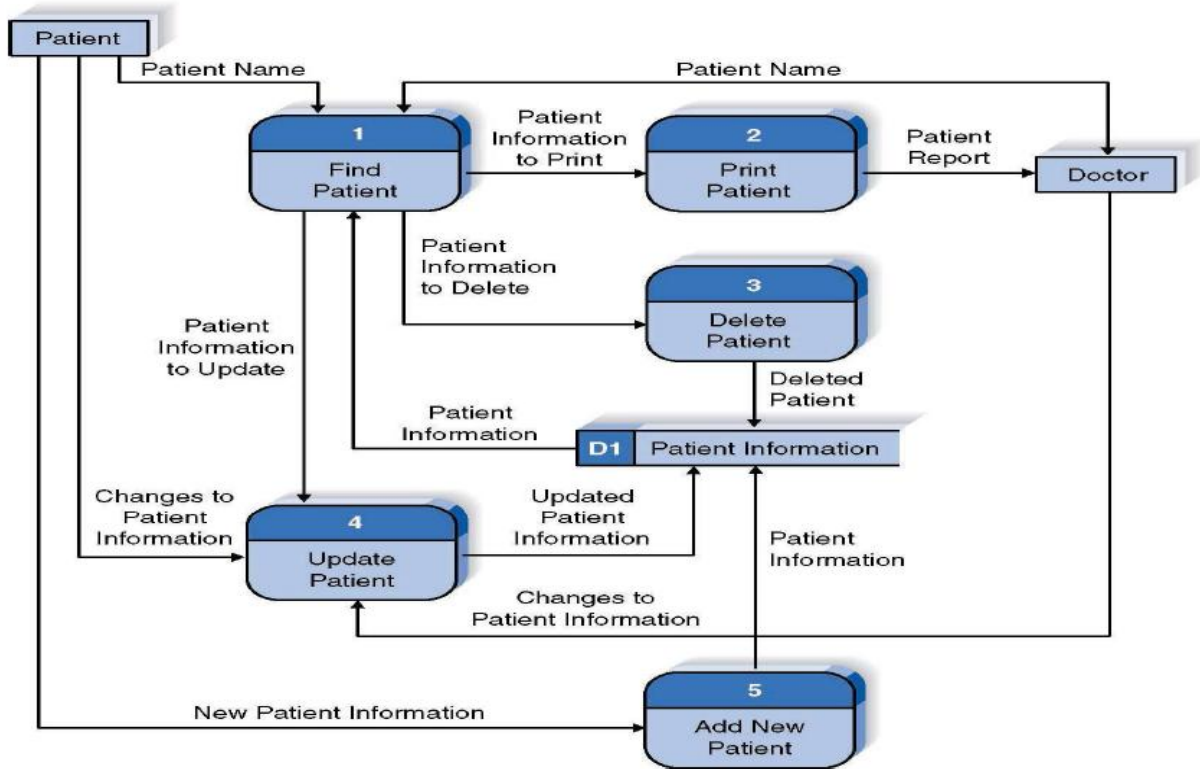 Patient
Patient Name
Patient Name
1
Find
Patient
Patient
Information
to Print
2
Print
Patient
Patient
Report
Doctor
Patient
Information
to Delete
3
Delete
Patient
Patient
Information
to Update
Deleted
Patient
Patient
Information
D1 Patient Information
Changes to
Patient
Information
4
Update
Patient
Updated
Patient
Information
Patient
Information
Changes to
Patient Information
5
Add New
Patient
New Patient Information